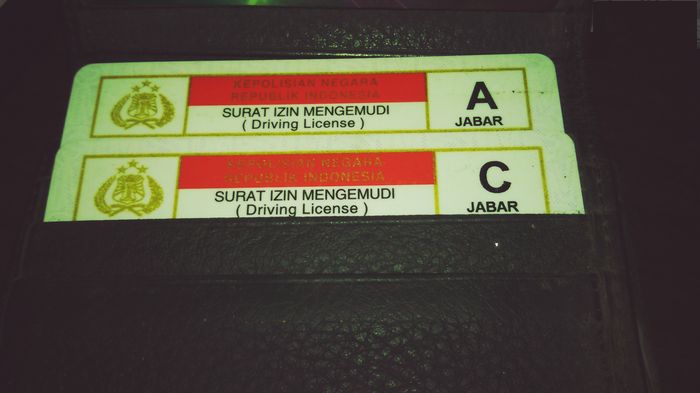 KEPOLISIAN NEGARA
REPUBLIK INDONESIA
SURAT IZIN MENGEMUDI
( Driving License )
A
JABAR
KEPOLISIAN NEGARA
REPUBLIK INDONESIA
SURAT IZIN MENGEMUDI
( Driving License )
C
JABAR